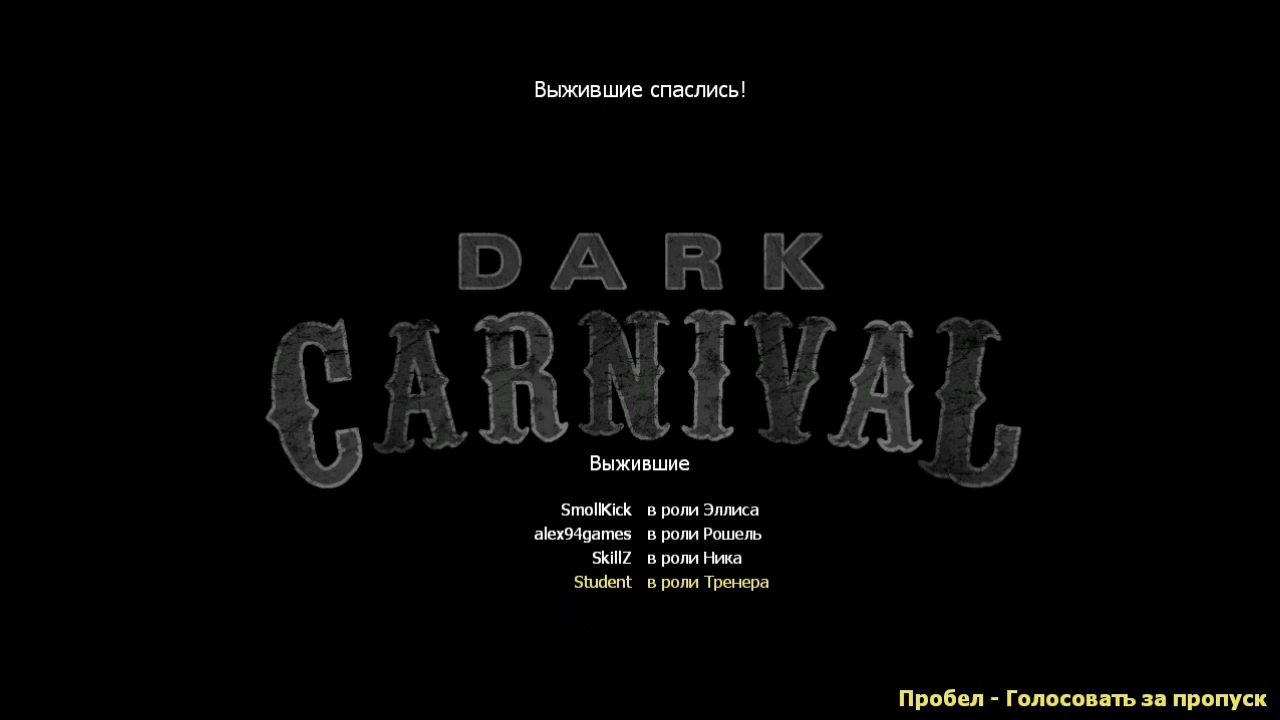 Выжившие спаслись!
DARK
CARNIVAL
Выжившие
SmollKick в роли Эллиса
alex94games в роли Рошель
SkillZ в роли Ника
Student в роли Тренера
Пробел - Голосовать за пропуск